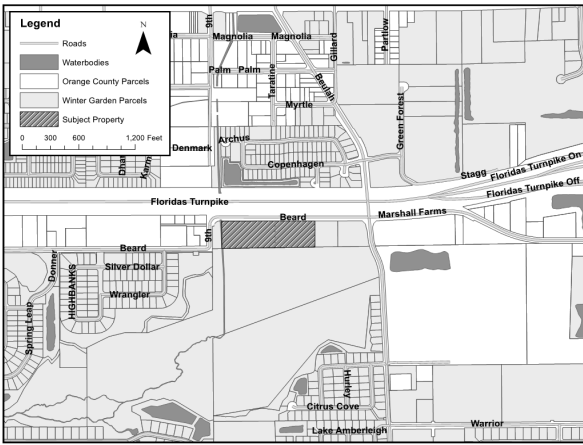 Legend
N
Roads
Waterbodies
Orange County Parcels
Winter Garden Parcels
Subject Property
0 300 600 1,200 Feet
9th
Magnolia
Magnolia
Gillard
Partlow
Palm
Palm
Taratine
Beulah
Myrtle
Green Forest
Denmark
Archus
Copenhagen
Stagg
Floridas Turnpike On
Floridas Turnpike Off
Floridas Turnpike
Beard
Marshall Farms
9th
Beard
Donner
Silver Dollar
HIGHBANKS
Wrangler
Spring Leap
Hurley
Citrus Cove
Lake Amberleigh
Warrior